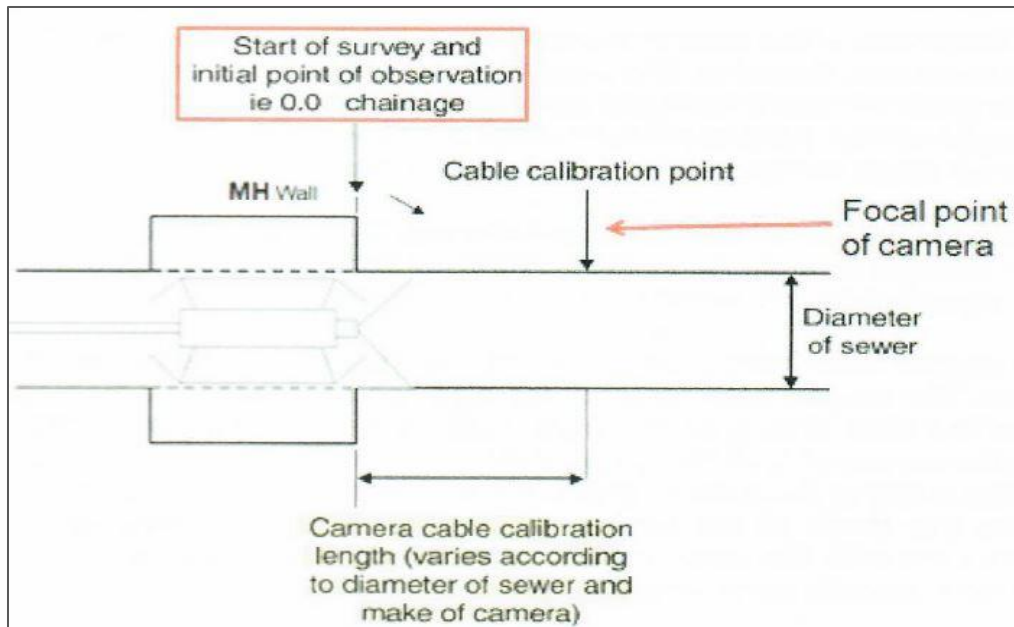 Start of survey and
initial point of observation
ie 0.0 chainage
Cable calibration point
MH Wall
Focal point
of camera
Diameter
of sewer
Camera cable calibration
length (varies according
to diameter of sewer and
make of camera)